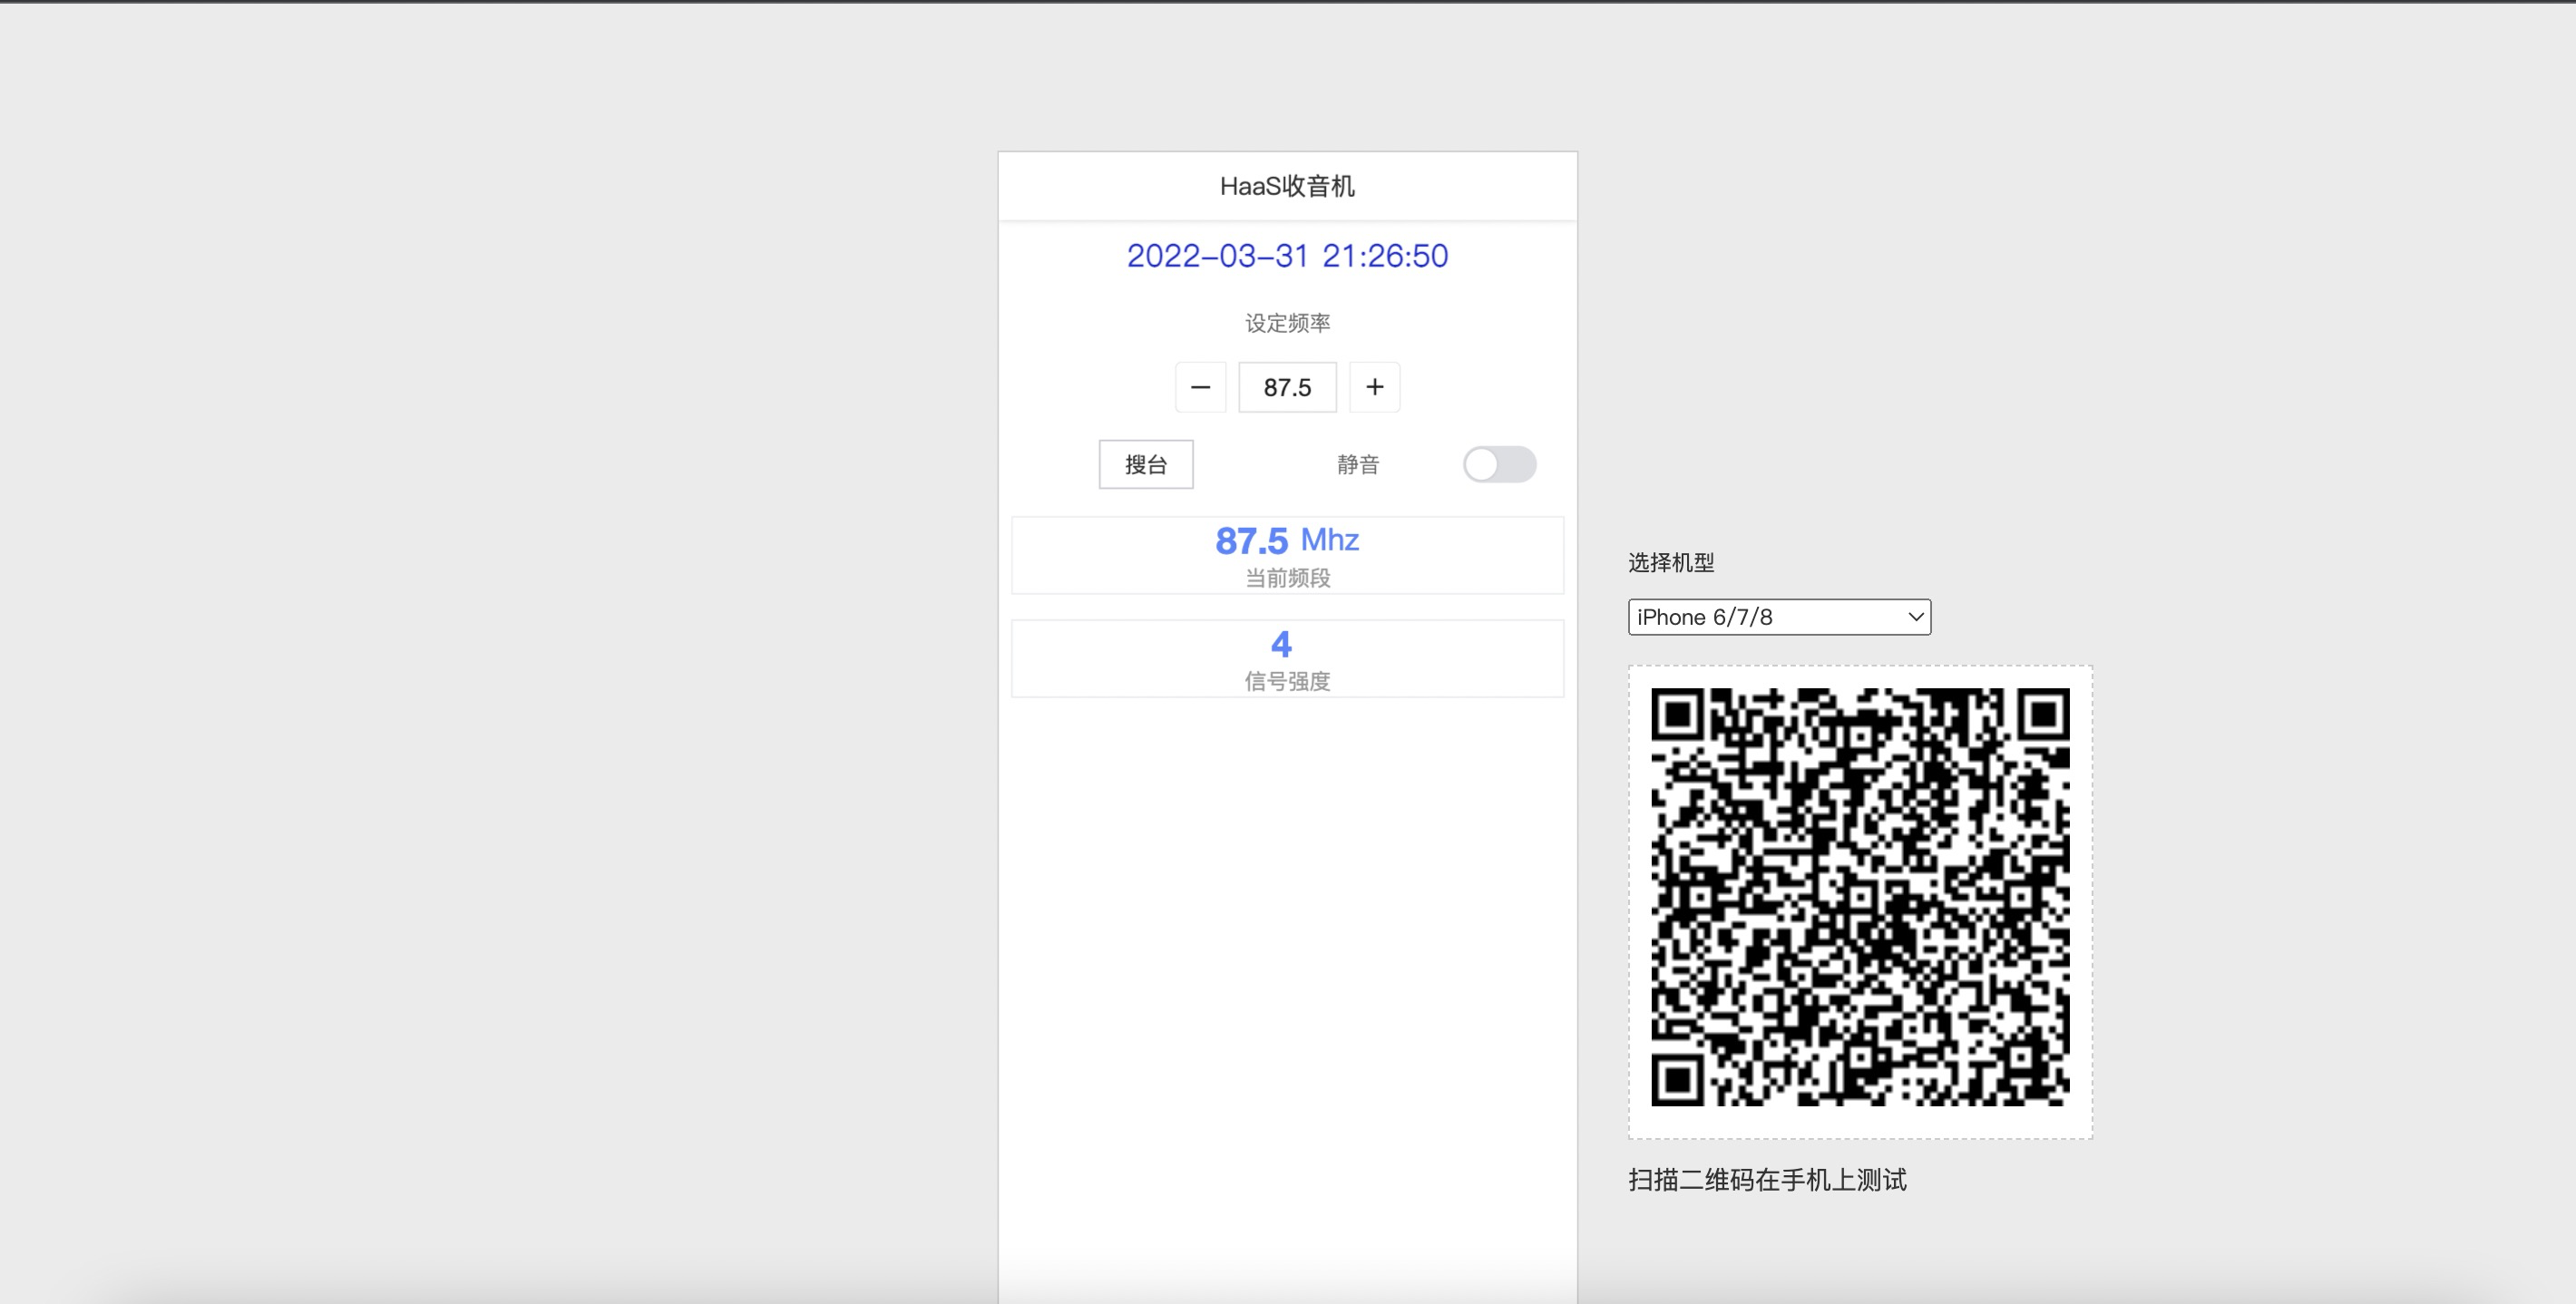 HaaS收音机
2022-03-31 21:26:50
设定频率
− 87.5 +
搜台 静音
87.5 Mhz
当前频段
4
信号强度
选择机型
iPhone 6/7/8
扫描二维码在手机上测试